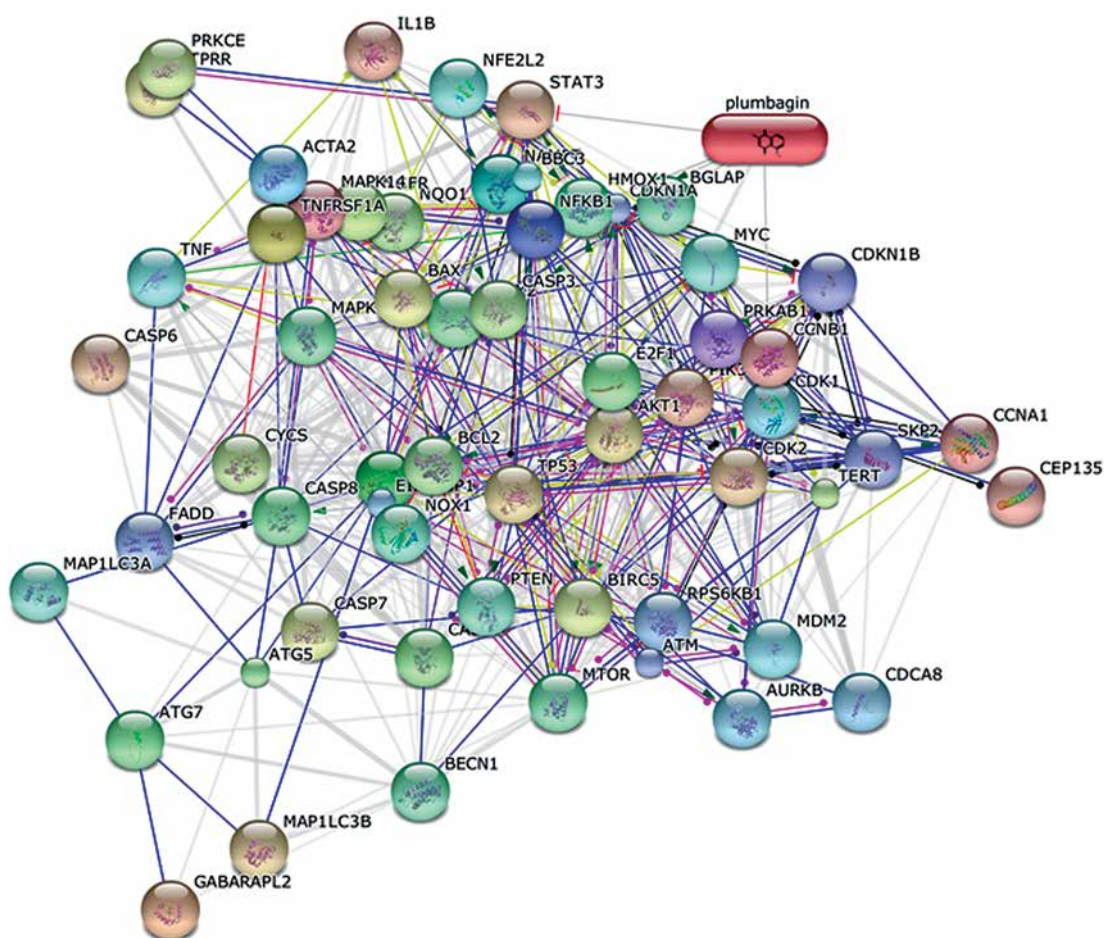 IL1B
PRKCE
TPRR
NFE2L2
STAT3
plumbagin
ACTA2
BBC3
MAPK14
NQO1
HMOX1
BGLAP
CDKN1A
TNFRSF1A
NFKB1
MYC
TNF
CDKN1B
BAX
CASP3
MAPK
PRKAB1
CASP6
CCNB1
E2F1
CDK1
AKT1
CCNA1
SKP2
CYCS
BCL2
CDK2
TP53
TERT
CEP135
CASP8
NOX1
FADD
MAP1LC3A
PTEN
BIRC5
RPS6KB1
CASP7
MDM2
ATG5
ATM
MTOR
AURKB
CDCA8
ATG7
BECN1
MAP1LC3B
GABARAPL2